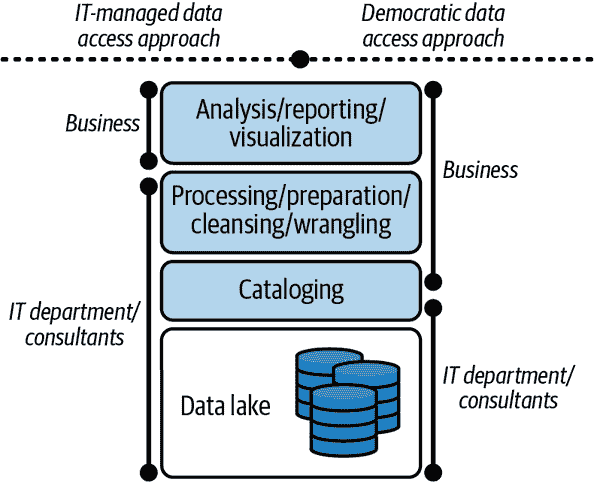 IT-managed data
access approach
Democratic data
access approach
Business
Analysis/reporting/
visualization
Business
Processing/preparation/
cleansing/wrangling
Cataloging
IT department/
consultants
Data lake
IT department/
consultants